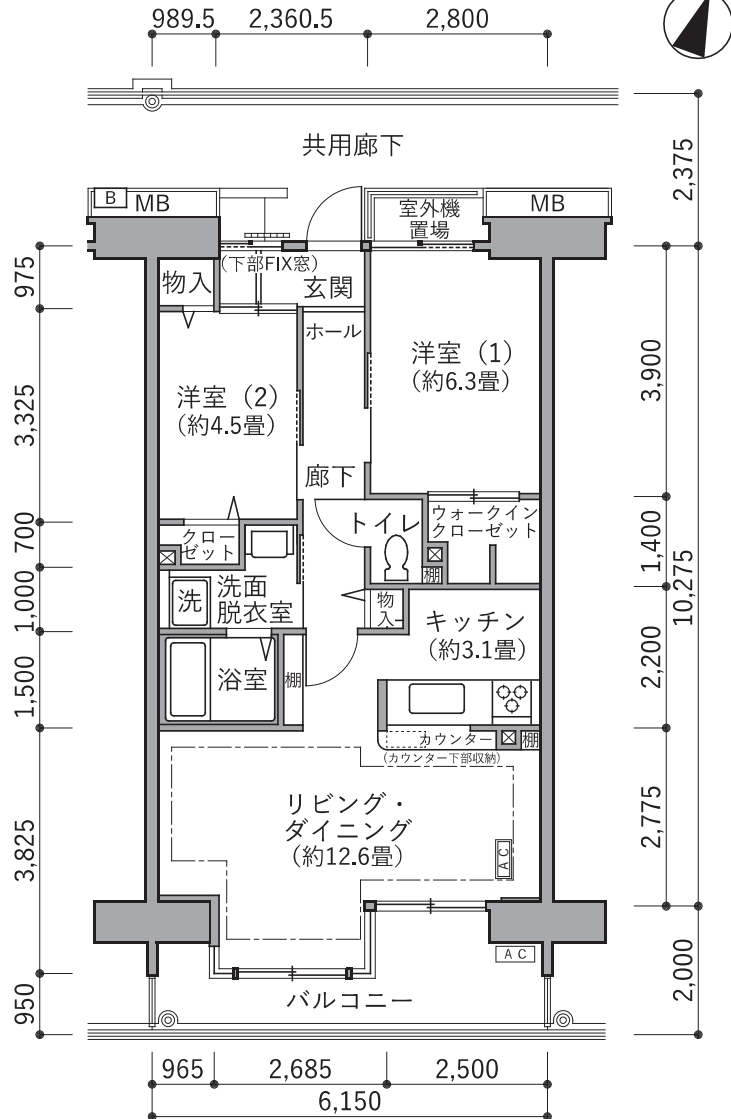 989.5 2,360.5 2,800
共用廊下
2,375
B MB
室外機
置場
MB
(下部FIX窓)
975
物入
玄関
ホール
洋室（1）
（約6.3畳）
3,900
3,325
洋室（2）
（約4.5畳）
廊下
トイレ
ウォークイン
クローゼット
1,400
700
クロー
ゼット
棚
10,275
1,000
洗
洗面
脱衣室
物
入
キッチン
（約3.1畳）
2,200
1,500
浴室
棚
カウンター
棚
(カウンター下部収納)
3,825
リビング・
ダイニング
（約12.6畳）
2,775
AC
AC
950
バルコニー
2,000
965 2,685 2,500
6,150